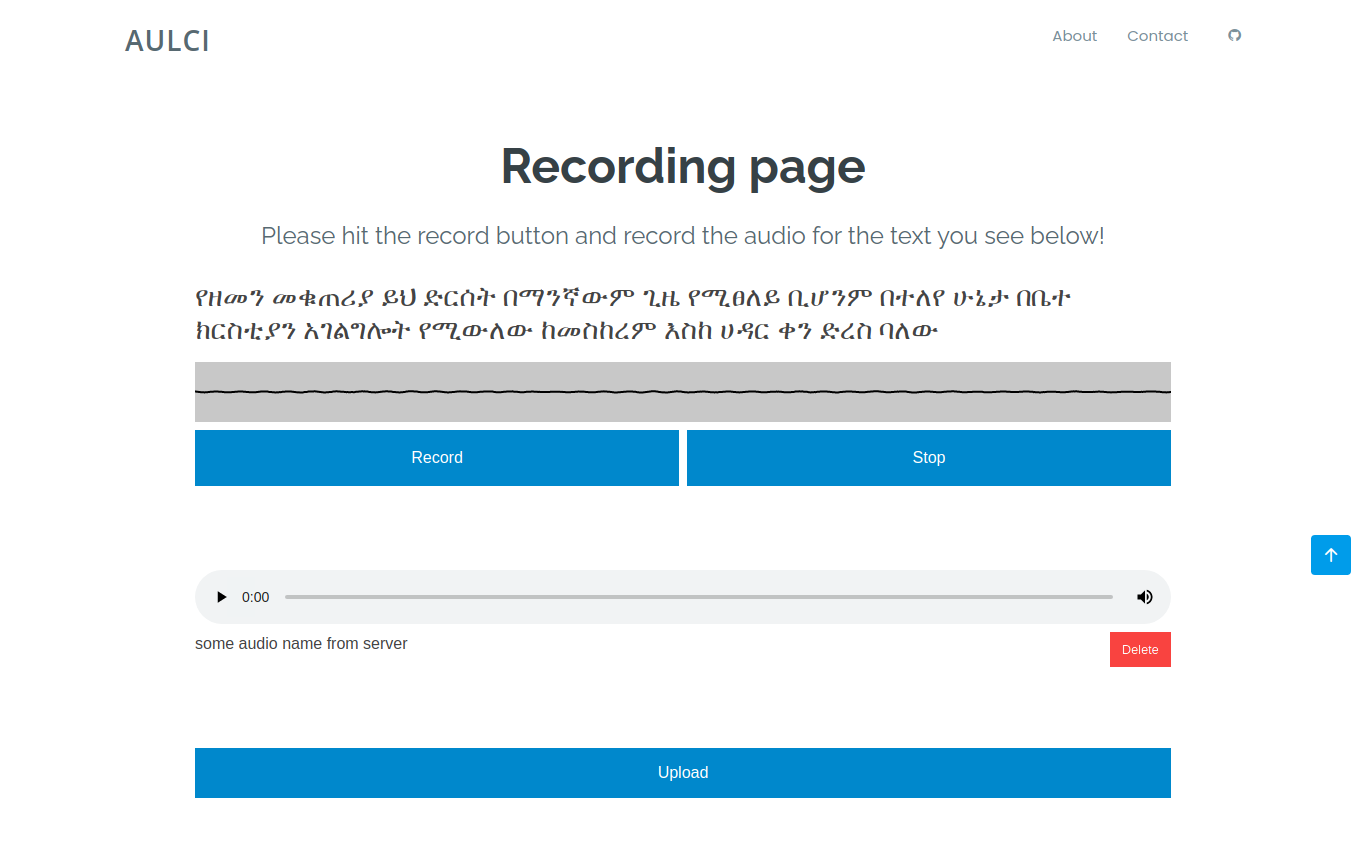 AULCI
About Contact
Recording page
Please hit the record button and record the audio for the text you see below!
የዘመን መቁጠሪያ ይህ ድርሰት በማንኛውም ጊዜ የሚፀለይ ቢሆንም በተለየ ሁኔታ በቤተ
ክርስቲያን አገልግሎት የሚውለው ከመስከረም እስከ ሀዳር ቀን ድረስ ባለው
Record Stop
0:00
some audio name from server
Delete
Upload